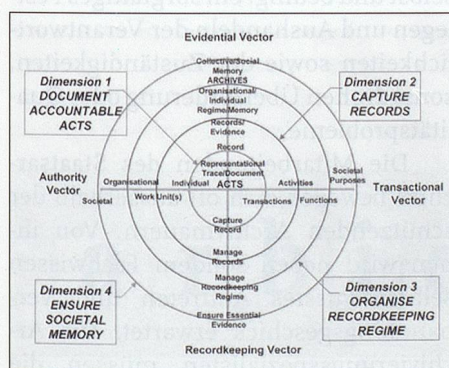 Evidential Vector
Collective/Social
Memory
ARCHIVES
Organisational/
Individual
Regime/Memory
Records/
Evidence
Record
Representational
Trace/Document
ACTS
Dimension 1
DOCUMENT
ACCOUNTABLE
ACTS
Dimension 2
CAPTURE
RECORDS
Authority
Vector
Societal
Organisational
Work Unit(s)
Individual
Transactions
Activities
Functions
Societal
Purposes
Transactional
Vector
Capture
Record
Manage
Records
Manage
Recordkeeping
Regime
Ensure Essential
Evidence
Dimension 4
ENSURE
SOCIETAL
MEMORY
Dimension 3
ORGANISE
RECORDKEEPING
REGIME
Recordkeeping Vector